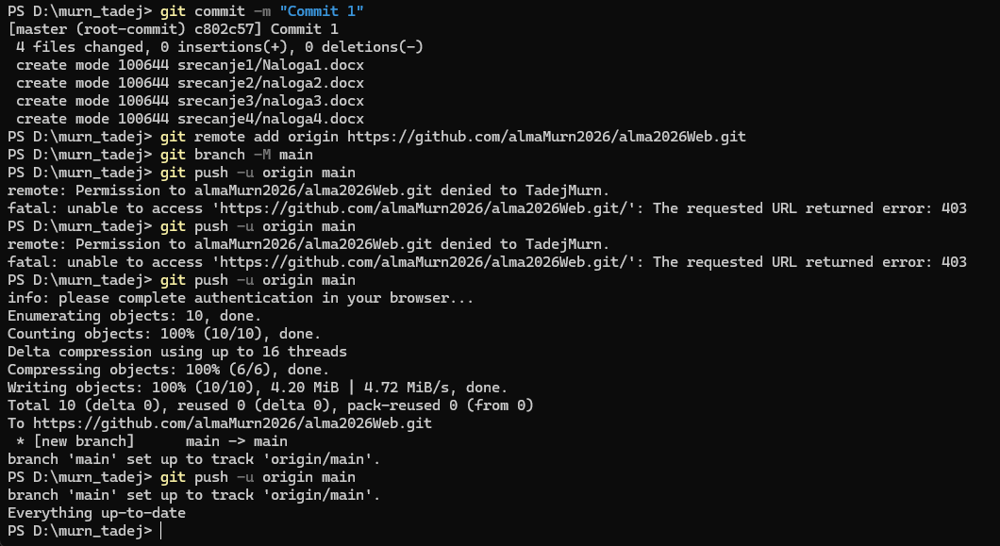 PS D:\murn_tadej> git commit -m "Commit 1"
[master (root-commit) c802c57] Commit 1
 4 files changed, 0 insertions(+), 0 deletions(-)
 create mode 100644 srecanje1/Naloga1.docx
 create mode 100644 srecanje2/naloga2.docx
 create mode 100644 srecanje3/naloga3.docx
 create mode 100644 srecanje4/naloga4.docx
PS D:\murn_tadej> git remote add origin https://github.com/almaMurn2026/alma2026Web.git
PS D:\murn_tadej> git branch -M main
PS D:\murn_tadej> git push -u origin main
remote: Permission to almaMurn2026/alma2026Web.git denied to TadejMurn.
fatal: unable to access 'https://github.com/almaMurn2026/alma2026Web.git/': The requested URL returned error: 403
PS D:\murn_tadej> git push -u origin main
remote: Permission to almaMurn2026/alma2026Web.git denied to TadejMurn.
fatal: unable to access 'https://github.com/almaMurn2026/alma2026Web.git/': The requested URL returned error: 403
PS D:\murn_tadej> git push -u origin main
info: please complete authentication in your browser...
Enumerating objects: 10, done.
Counting objects: 100% (10/10), done.
Delta compression using up to 16 threads
Compressing objects: 100% (6/6), done.
Writing objects: 100% (10/10), 4.20 MiB | 4.72 MiB/s, done.
Total 10 (delta 0), reused 0 (delta 0), pack-reused 0 (from 0)
To https://github.com/almaMurn2026/alma2026Web.git
 * [new branch]      main -> main
branch 'main' set up to track 'origin/main'.
PS D:\murn_tadej> git push -u origin main
branch 'main' set up to track 'origin/main'.
Everything up-to-date
PS D:\murn_tadej>